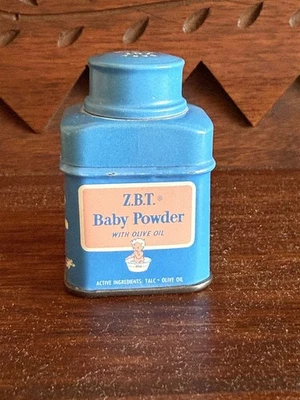 Z.B.T.®
Baby Powder
WITH OLIVE OIL
ACTIVE INGREDIENTS: TALC • OLIVE OIL